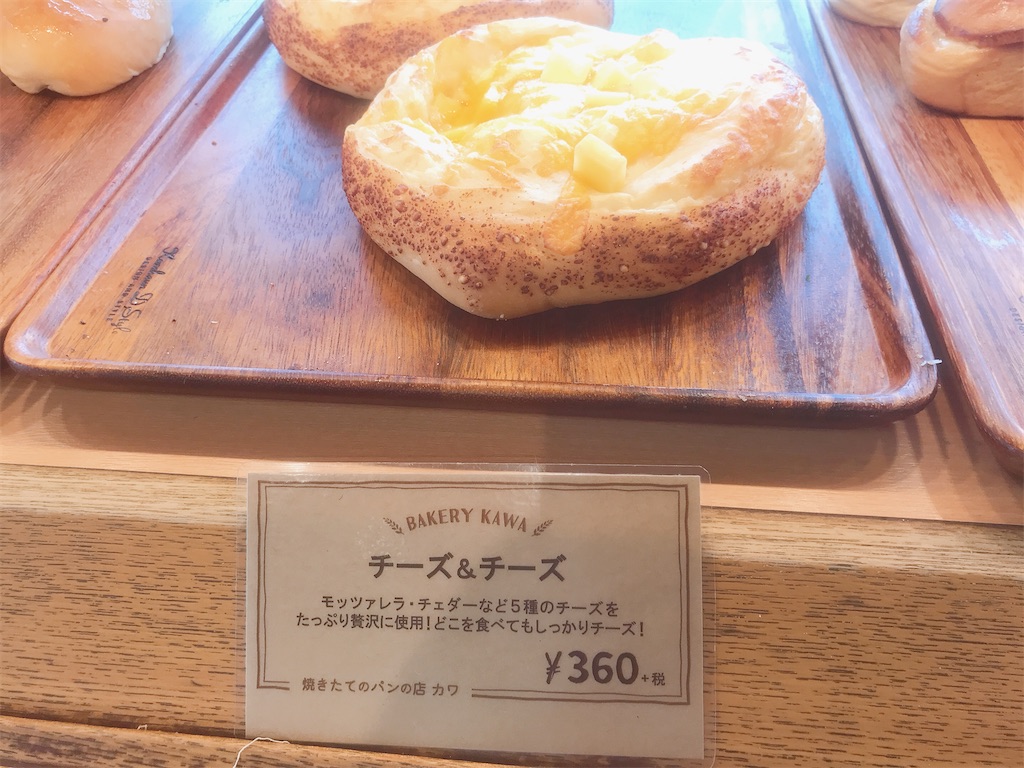 BAKERY KAWA
チーズ&チーズ
モッツァレラ・チェダーなど5種のチーズを
たっぷり贅沢に使用!どこを食べてもしっかりチーズ!
¥360+税
焼きたてのパンの店 カワ